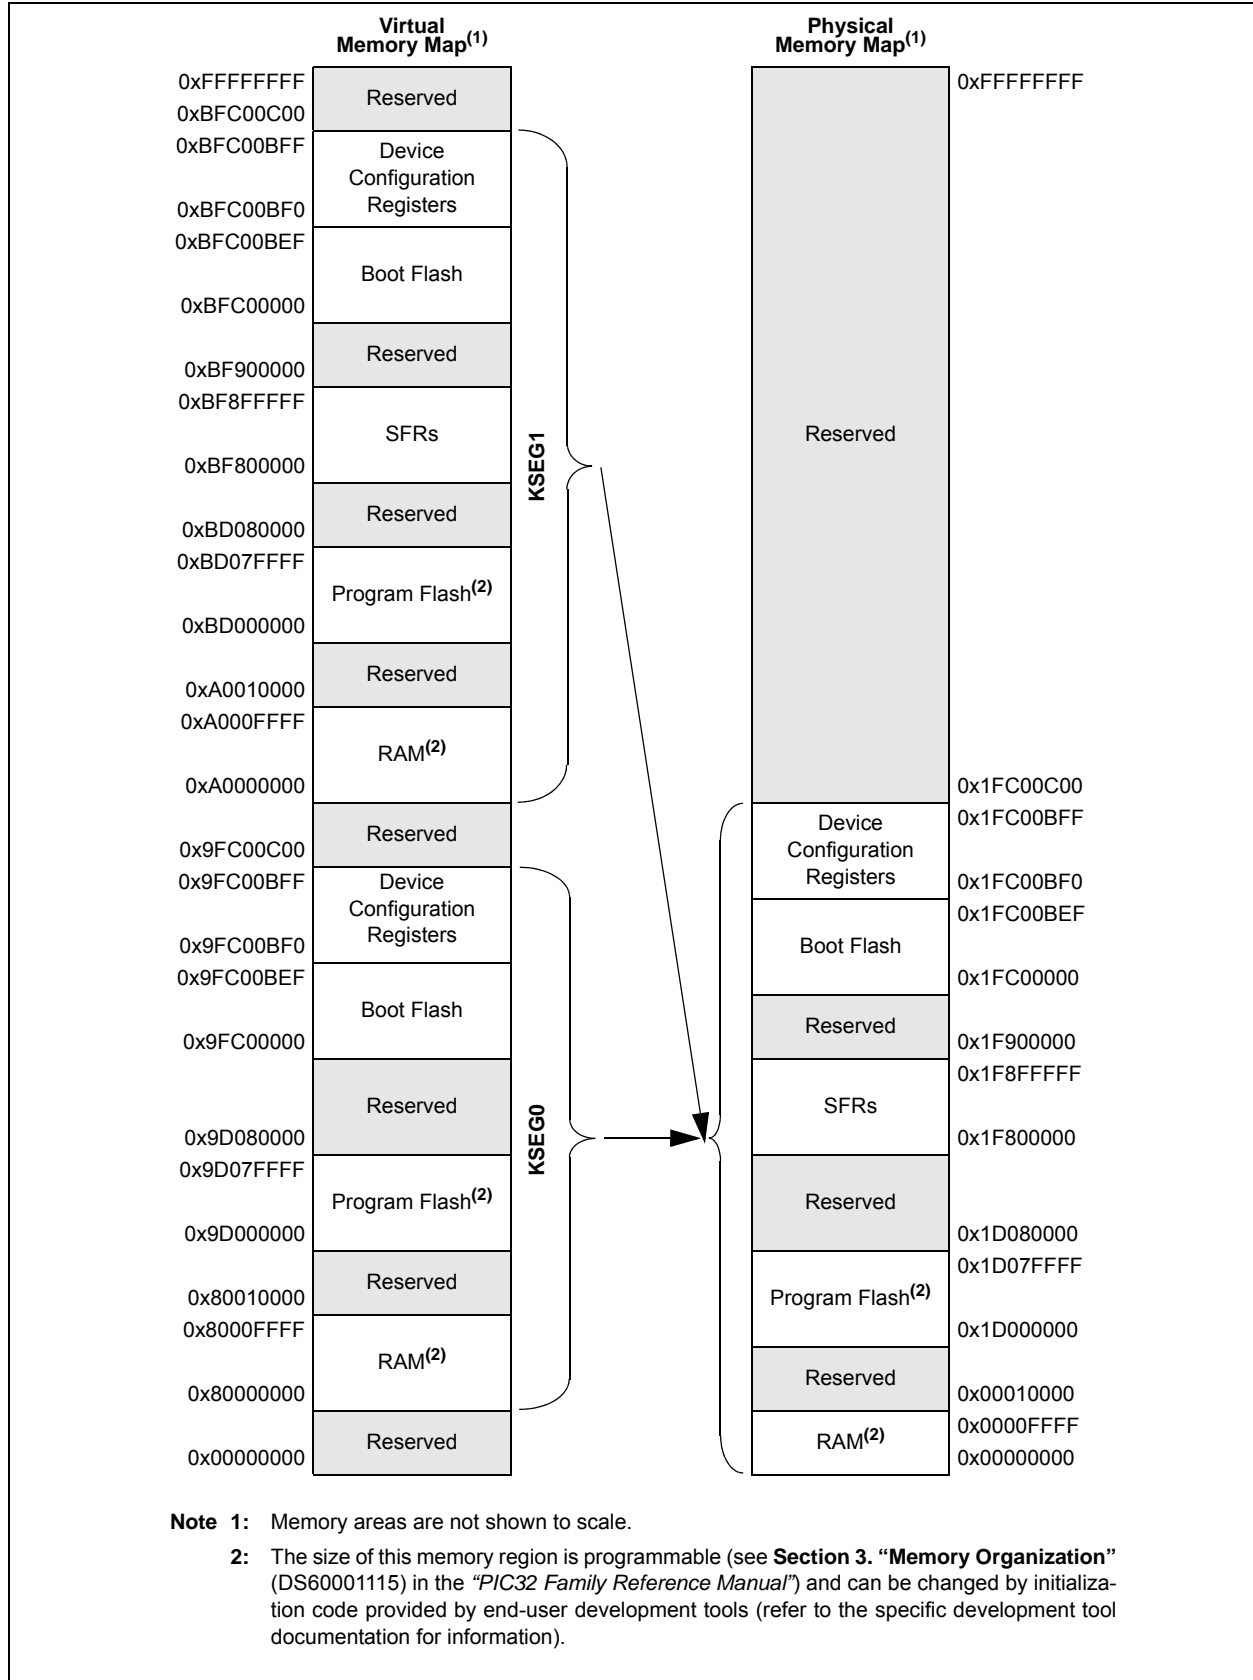 Virtual
Memory Map(1)
Physical
Memory Map(1)
0xFFFFFFFF
Reserved
0xBFC00C00
0xBFC00BFF
Device
Configuration
Registers
0xBFC00BF0
0xBFC00BEF
Boot Flash
0xBFC00000
Reserved
0xBF900000
0xBF8FFFFF
SFRs
0xBF800000
Reserved
0xBD080000
0xBD07FFFF
Program Flash(2)
0xBD000000
Reserved
0xA0010000
0xA000FFFF
RAM(2)
0xA0000000
KSEG1
Reserved
0x9FC00C00
0x9FC00BFF
Device
Configuration
Registers
0x9FC00BF0
0x9FC00BEF
Boot Flash
0x9FC00000
Reserved
0x9D080000
0x9D07FFFF
Program Flash(2)
0x9D000000
Reserved
0x80010000
0x8000FFFF
RAM(2)
0x80000000
KSEG0
Reserved
0x00000000
0xFFFFFFFF
Reserved
0x1FC00C00
0x1FC00BFF
Device
Configuration
Registers
0x1FC00BF0
0x1FC00BEF
Boot Flash
0x1FC00000
Reserved
0x1F900000
0x1F8FFFFF
SFRs
0x1F800000
Reserved
0x1D080000
0x1D07FFFF
Program Flash(2)
0x1D000000
Reserved
0x00010000
0x0000FFFF
RAM(2)
0x00000000
Note 1: Memory areas are not shown to scale.
2: The size of this memory region is programmable (see Section 3. “Memory Organization”
(DS60001115) in the “PIC32 Family Reference Manual”) and can be changed by initializa-
tion code provided by end-user development tools (refer to the specific development tool
documentation for information).